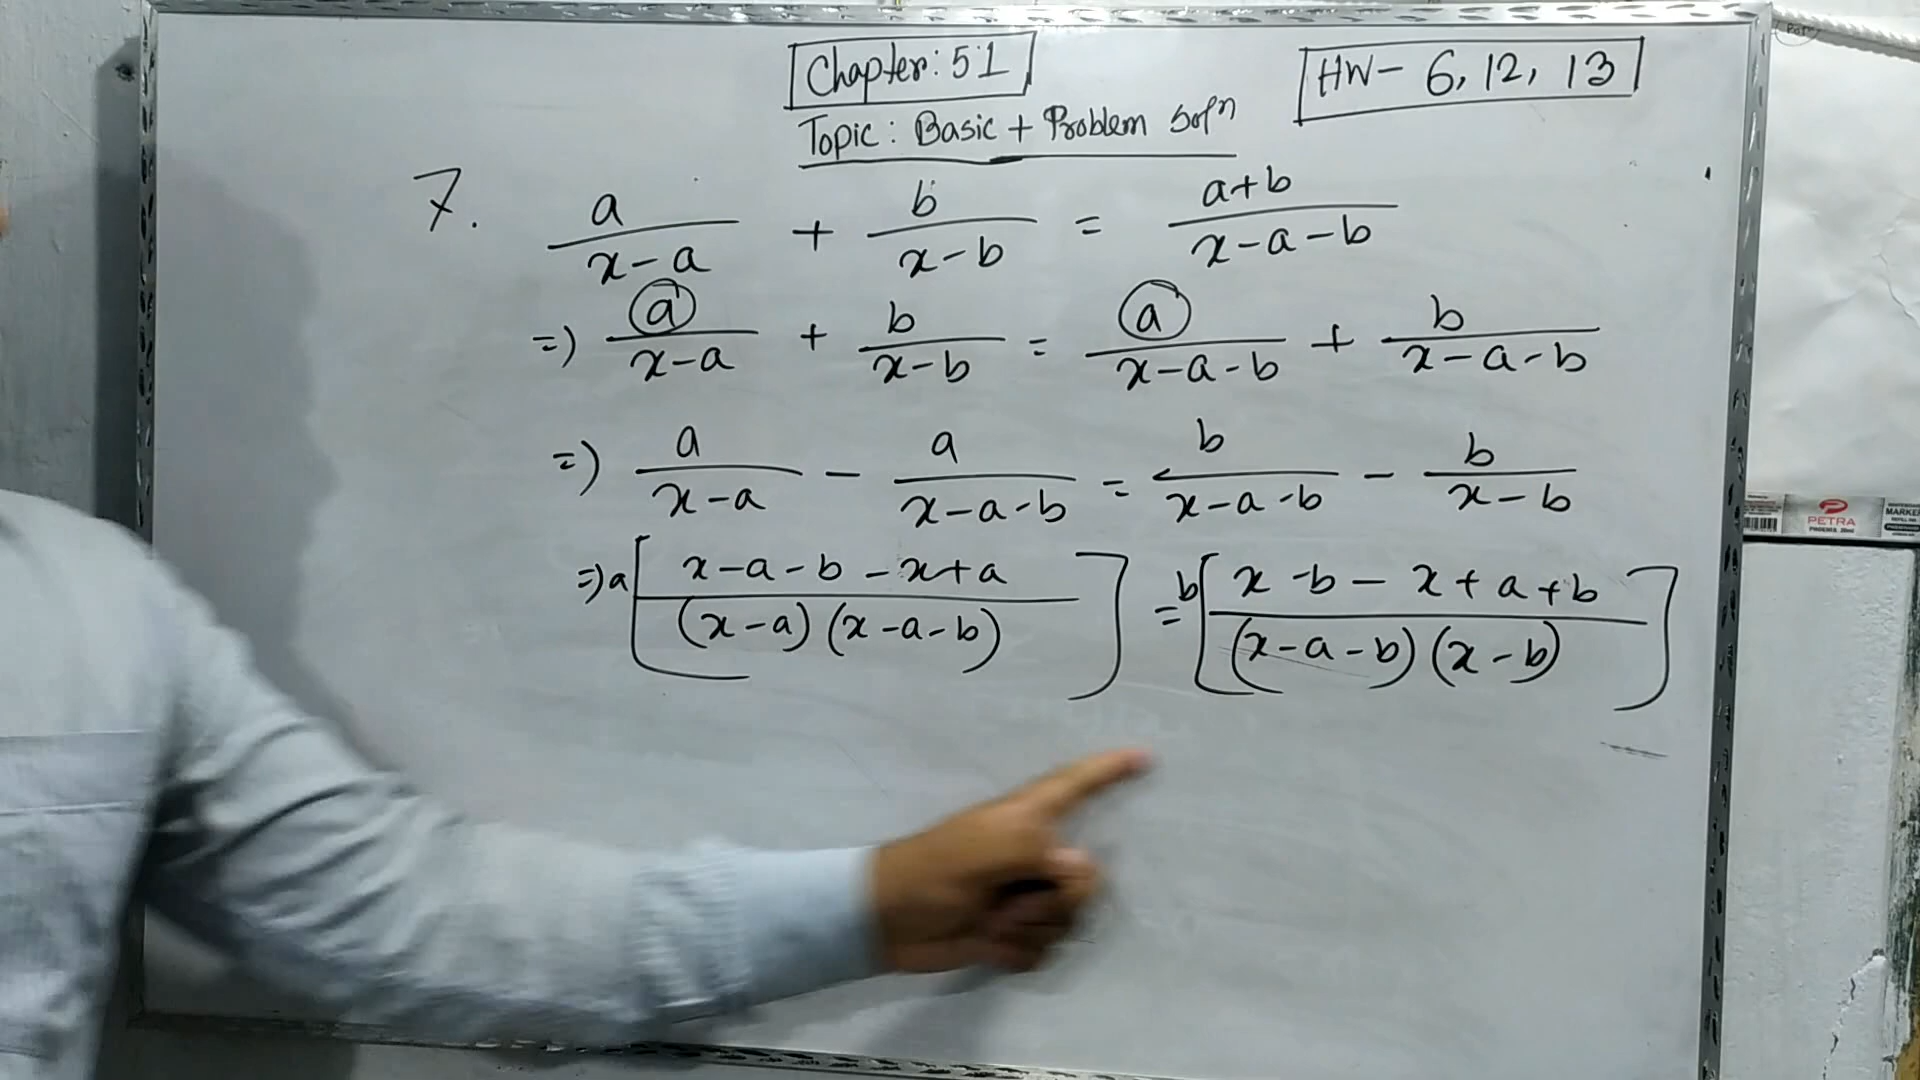 Chapter: 5.1
HW- 6, 12, 13
Topic: Basic + Problem Soln
7. a/(x-a) + b/(x-b) = (a+b)/(x-a-b)
=) a/(x-a) + b/(x-b) = a/(x-a-b) + b/(x-a-b)
=) a/(x-a) - a/(x-a-b) = b/(x-a-b) - b/(x-b)
=) a[(x-a-b-x+a)/((x-a)(x-a-b))] = b[(x-b-x+a+b)/((x-a-b)(x-b))]
PETRA